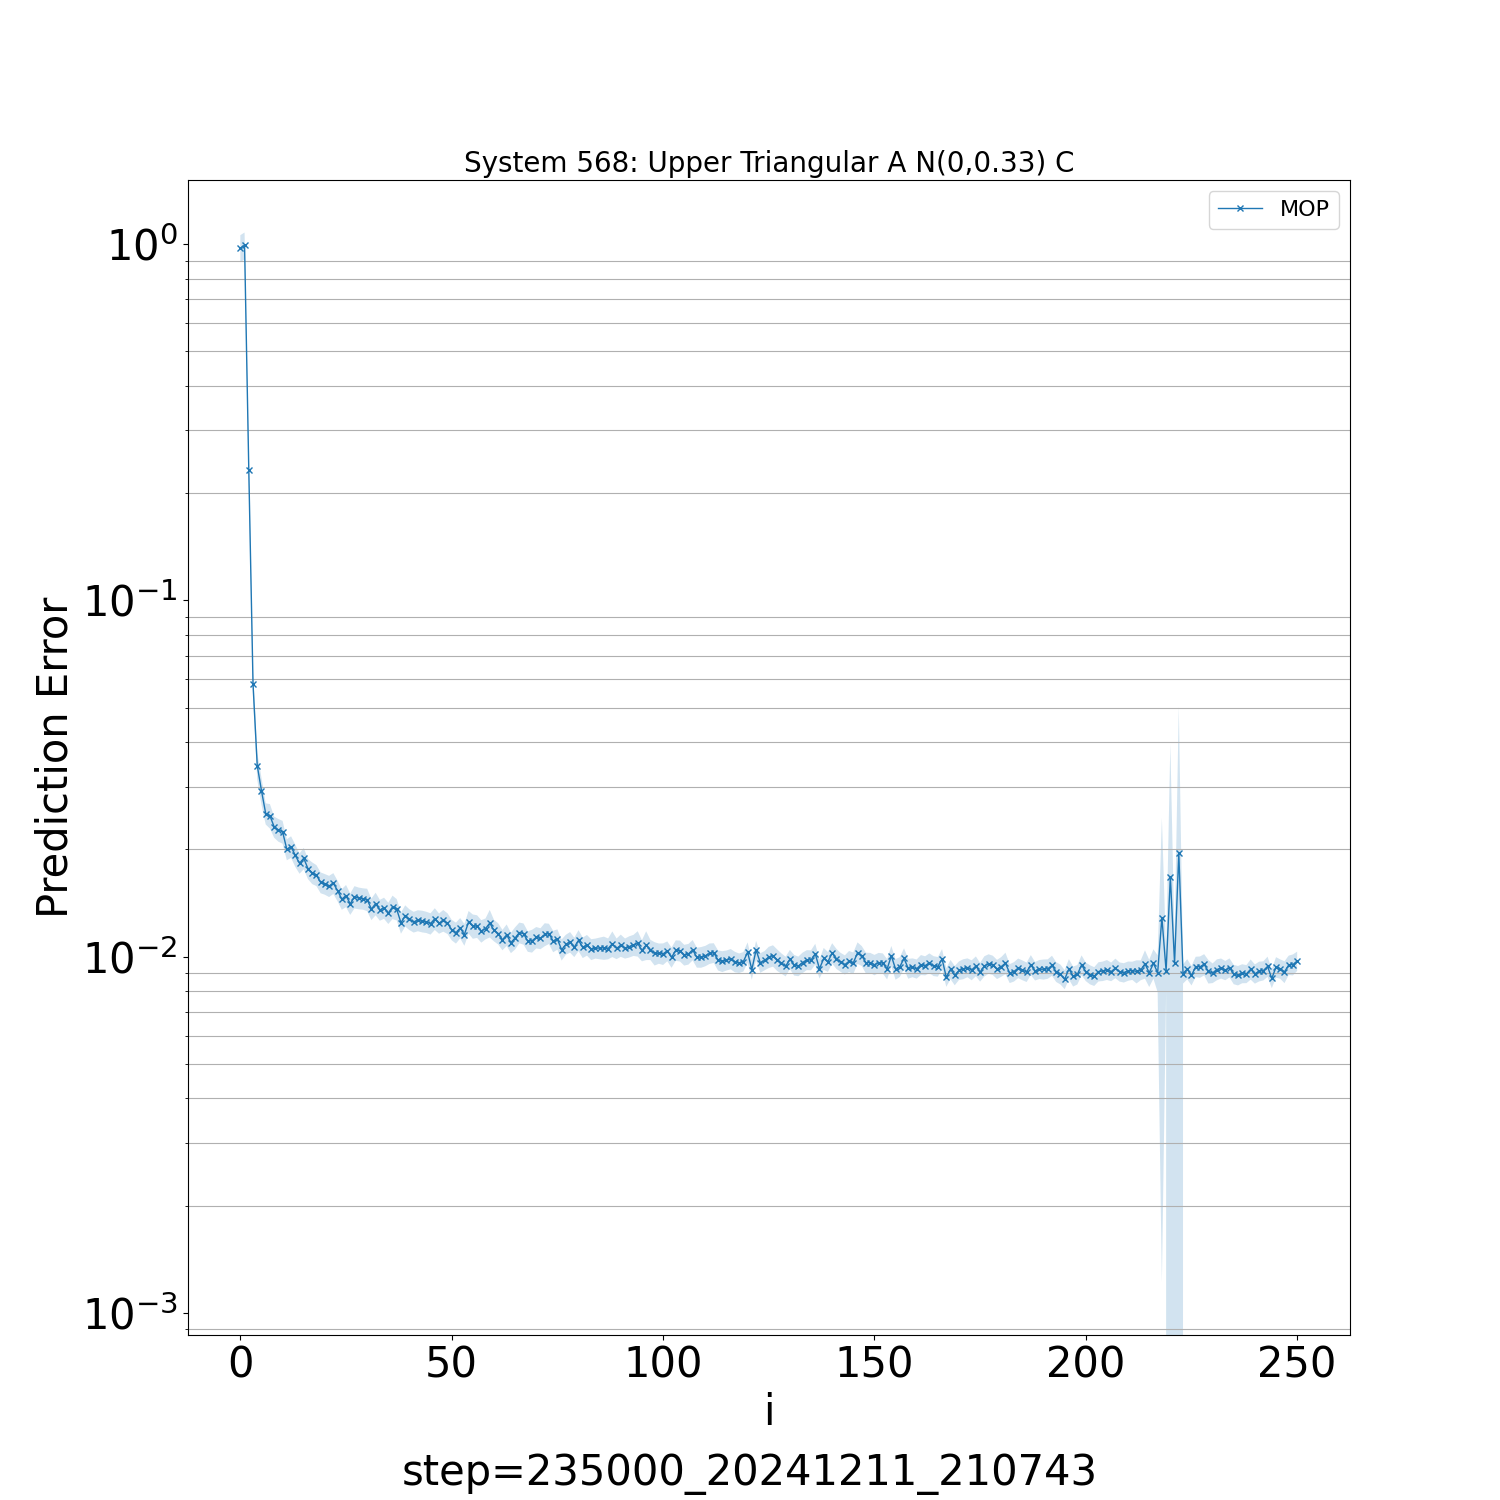 System 568: Upper Triangular A N(0,0.33) C
MOP
10⁰
10⁻¹
10⁻²
10⁻³
Prediction Error
0 50 100 150 200 250
i
step=235000_20241211_210743